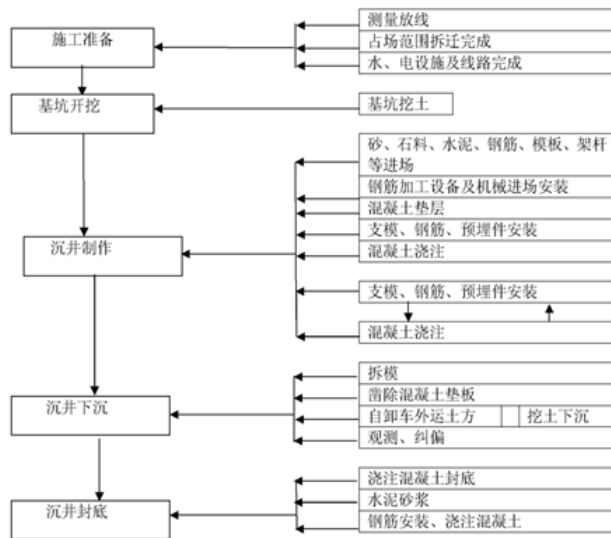 施工准备
测量放线
占场范围拆迁完成
水、电设施及线路完成
基坑开挖
基坑挖土
沉井制作
砂、石料、水泥、钢筋、模板、架杆
等进场
钢筋加工设备及机械进场安装
混凝土垫层
支模、钢筋、预埋件安装
混凝土浇注
支模、钢筋、预埋件安装
混凝土浇注
沉井下沉
拆模
凿除混凝土垫板
自卸车外运土方
挖土下沉
观测、纠偏
沉井封底
浇注混凝土封底
水泥砂浆
钢筋安装、浇注混凝土